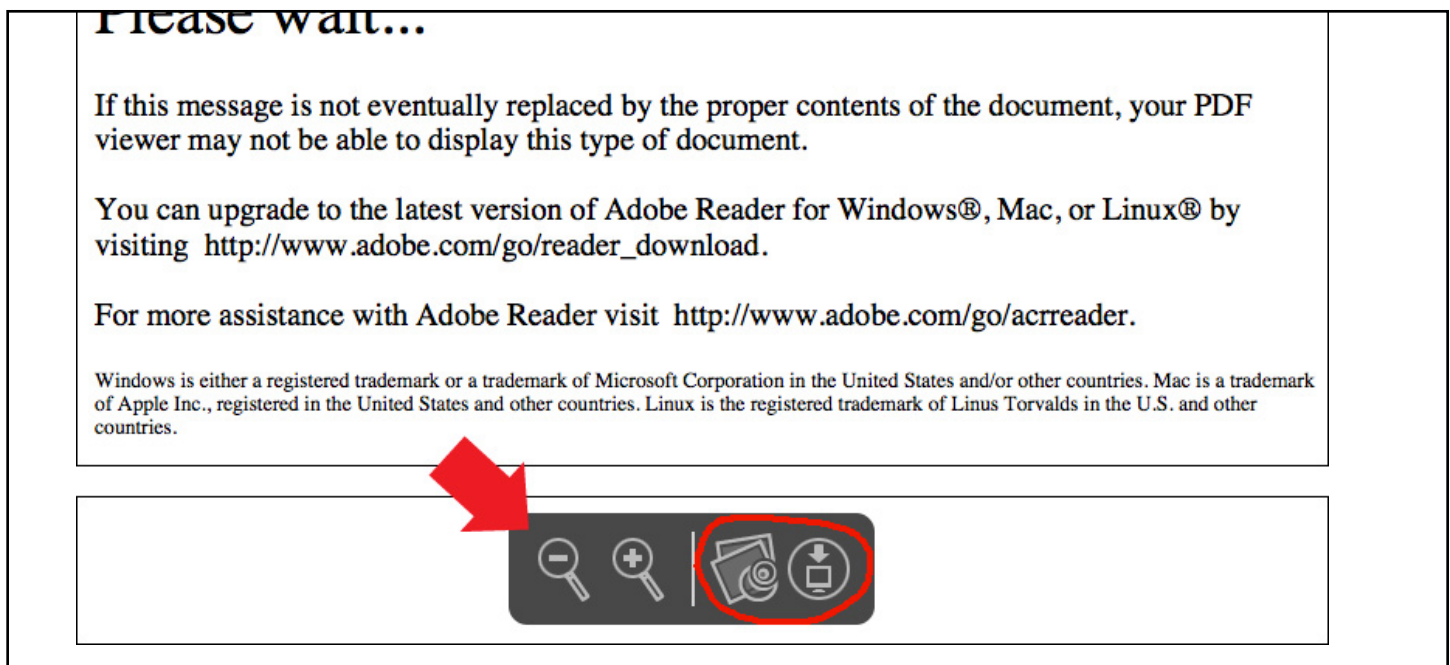 Please wait...
If this message is not eventually replaced by the proper contents of the document, your PDF
viewer may not be able to display this type of document.
You can upgrade to the latest version of Adobe Reader for Windows®, Mac, or Linux® by
visiting  http://www.adobe.com/go/reader_download.
For more assistance with Adobe Reader visit  http://www.adobe.com/go/acrreader.
Windows is either a registered trademark or a trademark of Microsoft Corporation in the United States and/or other countries. Mac is a trademark
of Apple Inc., registered in the United States and other countries. Linux is the registered trademark of Linus Torvalds in the U.S. and other
countries.